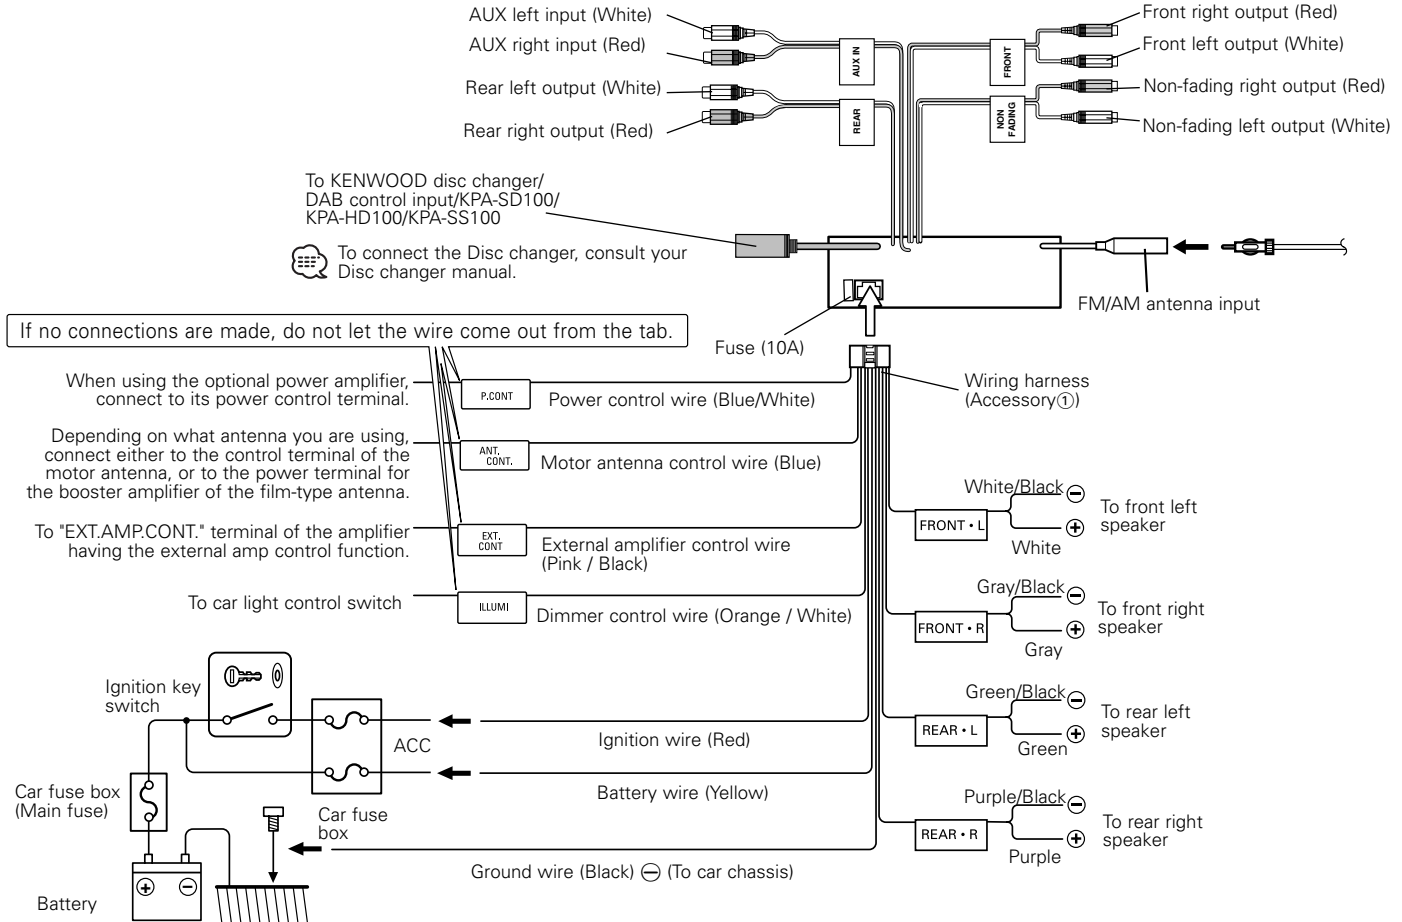 AUX left input (White)
AUX right input (Red)
Rear left output (White)
Rear right output (Red)
AUX IN
REAR
FRONT
NON
FADING
Front right output (Red)
Front left output (White)
Non-fading right output (Red)
Non-fading left output (White)
To KENWOOD disc changer/
DAB control input/KPA-SD100/
KPA-HD100/KPA-SS100
To connect the Disc changer, consult your
Disc changer manual.
FM/AM antenna input
Fuse (10A)
If no connections are made, do not let the wire come out from the tab.
Wiring harness
(Accessory①)
When using the optional power amplifier,
connect to its power control terminal.
P.CONT
Power control wire (Blue/White)
Depending on what antenna you are using,
connect either to the control terminal of the
motor antenna, or to the power terminal for
the booster amplifier of the film-type antenna.
ANT.
CONT.
Motor antenna control wire (Blue)
To "EXT.AMP.CONT." terminal of the amplifier
having the external amp control function.
EXT.
CONT
External amplifier control wire
(Pink / Black)
To car light control switch
ILLUMI
Dimmer control wire (Orange / White)
White/Black ⊖
FRONT • L
White ⊕
To front left
speaker
Gray/Black ⊖
FRONT • R
Gray ⊕
To front right
speaker
Green/Black ⊖
REAR • L
Green ⊕
To rear left
speaker
Purple/Black ⊖
REAR • R
Purple ⊕
To rear right
speaker
Ignition key
switch
ACC
Ignition wire (Red)
Battery wire (Yellow)
Car fuse box
(Main fuse)
Car fuse
box
Ground wire (Black) ⊖ (To car chassis)
⊕ ⊖
Battery